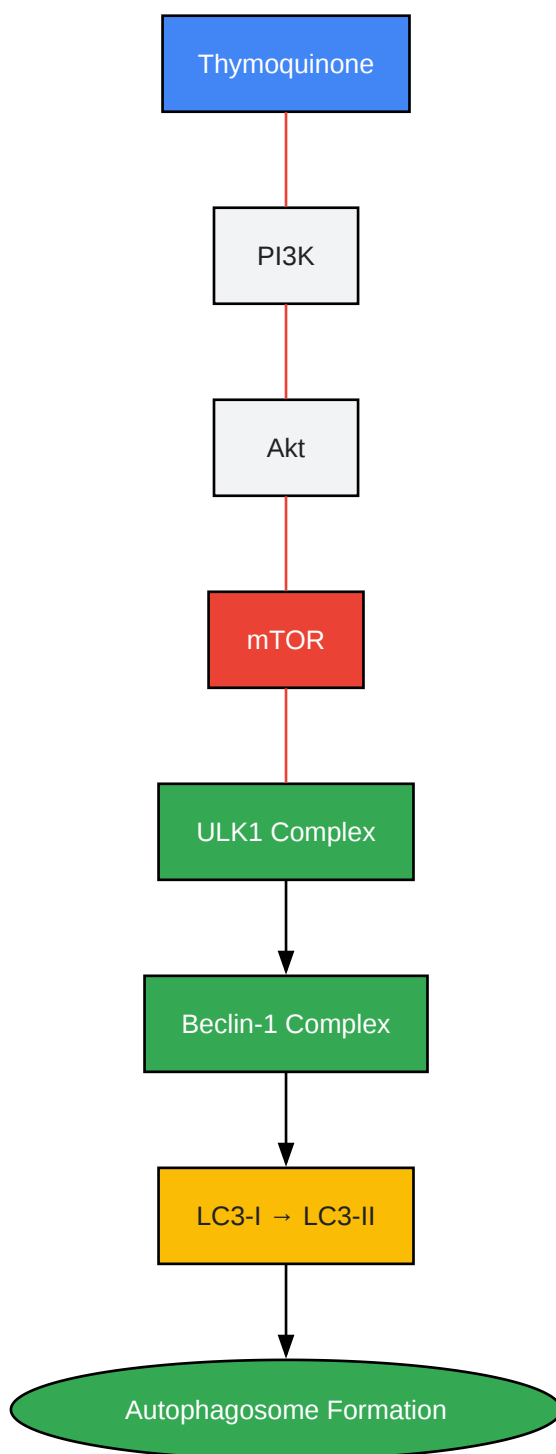 Thymoquinone
PI3K
Akt
mTOR
ULK1 Complex
Beclin-1 Complex
LC3-I → LC3-II
Autophagosome Formation